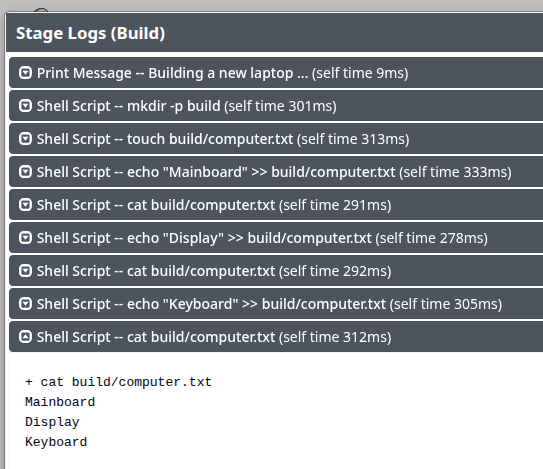 Stage Logs (Build)
Print Message -- Building a new laptop ... (self time 9ms)
Shell Script -- mkdir -p build (self time 301ms)
Shell Script -- touch build/computer.txt (self time 313ms)
Shell Script -- echo "Mainboard" >> build/computer.txt (self time 333ms)
Shell Script -- cat build/computer.txt (self time 291ms)
Shell Script -- echo "Display" >> build/computer.txt (self time 278ms)
Shell Script -- cat build/computer.txt (self time 292ms)
Shell Script -- echo "Keyboard" >> build/computer.txt (self time 305ms)
Shell Script -- cat build/computer.txt (self time 312ms)
+ cat build/computer.txt
Mainboard
Display
Keyboard